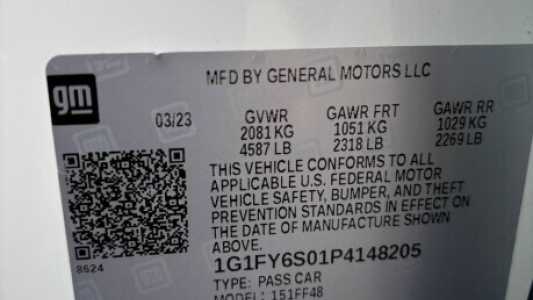 gm
MFD BY GENERAL MOTORS LLC
03/23 GVWR GAWR FRT GAWR RR
2081 KG 1051 KG 1029 KG
4587 LB 2318 LB 2269 LB
THIS VEHICLE CONFORMS TO ALL
APPLICABLE U.S. FEDERAL MOTOR
VEHICLE SAFETY, BUMPER, AND THEFT
PREVENTION STANDARDS IN EFFECT ON
THE DATE OF MANUFACTURE SHOWN
ABOVE.
8524
1G1FY6S01P4148205
TYPE: PASS CAR
MODEL: 151FF48